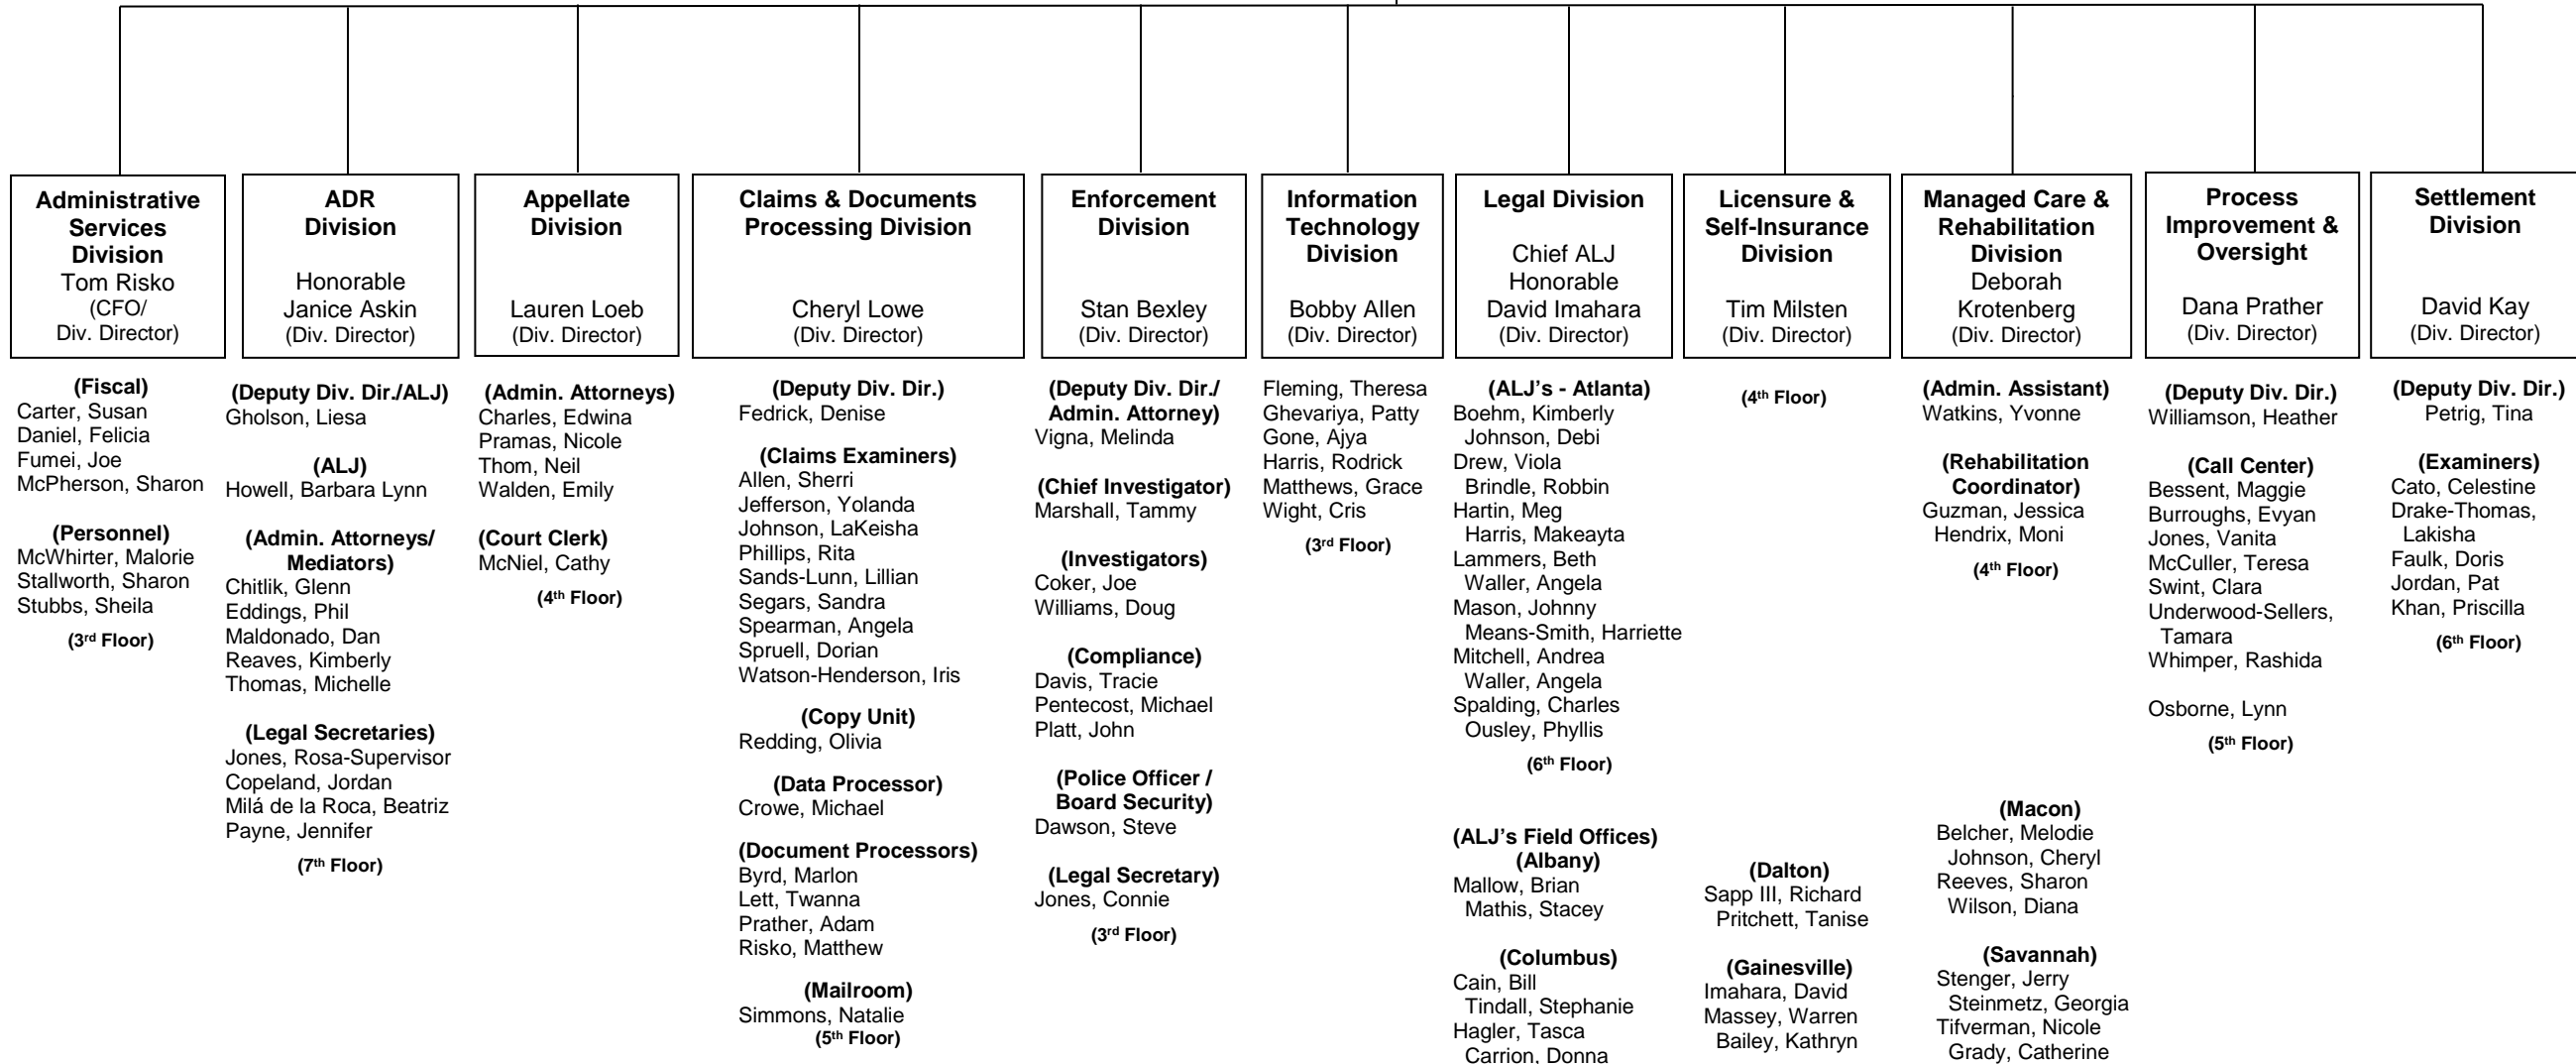 Administrative
Services
Division
Tom Risko
(CFO/
Div. Director)
(Fiscal)
Carter, Susan
Daniel, Felicia
Fumei, Joe
McPherson, Sharon
(Personnel)
McWhirter, Malorie
Stallworth, Sharon
Stubbs, Sheila
(3rd Floor)
ADR
Division
Honorable
Janice Askin
(Div. Director)
(Deputy Div. Dir./ALJ)
Gholson, Liesa
(ALJ)
Howell, Barbara Lynn
(Admin. Attorneys/
Mediators)
Chitlik, Glenn
Eddings, Phil
Maldonado, Dan
Reaves, Kimberly
Thomas, Michelle
(Legal Secretaries)
Jones, Rosa-Supervisor
Copeland, Jordan
Milá de la Roca, Beatriz
Payne, Jennifer
(7th Floor)
Appellate
Division
Lauren Loeb
(Div. Director)
(Admin. Attorneys)
Charles, Edwina
Pramas, Nicole
Thom, Neil
Walden, Emily
(Court Clerk)
McNiel, Cathy
(4th Floor)
Claims & Documents
Processing Division
Cheryl Lowe
(Div. Director)
(Deputy Div. Dir.)
Fedrick, Denise
(Claims Examiners)
Allen, Sherri
Jefferson, Yolanda
Johnson, LaKeisha
Phillips, Rita
Sands-Lunn, Lillian
Segars, Sandra
Spearman, Angela
Spruell, Dorian
Watson-Henderson, Iris
(Copy Unit)
Redding, Olivia
(Data Processor)
Crowe, Michael
(Document Processors)
Byrd, Marlon
Lett, Twanna
Prather, Adam
Risko, Matthew
(Mailroom)
Simmons, Natalie
(5th Floor)
Enforcement
Division
Stan Bexley
(Div. Director)
(Deputy Div. Dir./
Admin. Attorney)
Vigna, Melinda
(Chief Investigator)
Marshall, Tammy
(Investigators)
Coker, Joe
Williams, Doug
(Compliance)
Davis, Tracie
Pentecost, Michael
Platt, John
(Police Officer /
Board Security)
Dawson, Steve
(Legal Secretary)
Jones, Connie
(3rd Floor)
Information
Technology
Division
Bobby Allen
(Div. Director)
Fleming, Theresa
Ghevariya, Patty
Gone, Ajya
Harris, Rodrick
Matthews, Grace
Wight, Cris
(3rd Floor)
Legal Division
Chief ALJ
Honorable
David Imahara
(Div. Director)
(ALJ's - Atlanta)
Boehm, Kimberly
Johnson, Debi
Drew, Viola
Brindle, Robbin
Hartin, Meg
Harris, Makeayta
Lammers, Beth
Waller, Angela
Mason, Johnny
Means-Smith, Harriette
Mitchell, Andrea
Waller, Angela
Spalding, Charles
Ousley, Phyllis
(6th Floor)
(ALJ's Field Offices)
(Albany)
Mallow, Brian
Mathis, Stacey
(Columbus)
Cain, Bill
Tindall, Stephanie
Hagler, Tasca
Carrion, Donna
Licensure &
Self-Insurance
Division
Tim Milsten
(Div. Director)
(4th Floor)
(Dalton)
Sapp III, Richard
Pritchett, Tanise
(Gainesville)
Imahara, David
Massey, Warren
Bailey, Kathryn
Managed Care &
Rehabilitation
Division
Deborah
Krotenberg
(Div. Director)
(Admin. Assistant)
Watkins, Yvonne
(Rehabilitation
Coordinator)
Guzman, Jessica
Hendrix, Moni
(4th Floor)
(Macon)
Belcher, Melodie
Johnson, Cheryl
Reeves, Sharon
Wilson, Diana
(Savannah)
Stenger, Jerry
Steinmetz, Georgia
Tifverman, Nicole
Grady, Catherine
Process
Improvement &
Oversight
Dana Prather
(Div. Director)
(Deputy Div. Dir.)
Williamson, Heather
(Call Center)
Bessent, Maggie
Burroughs, Evyan
Jones, Vanita
McCuller, Teresa
Swint, Clara
Underwood-Sellers,
Tamara
Whimper, Rashida
Osborne, Lynn
(5th Floor)
Settlement
Division
David Kay
(Div. Director)
(Deputy Div. Dir.)
Petrig, Tina
(Examiners)
Cato, Celestine
Drake-Thomas,
Lakisha
Faulk, Doris
Jordan, Pat
Khan, Priscilla
(6th Floor)